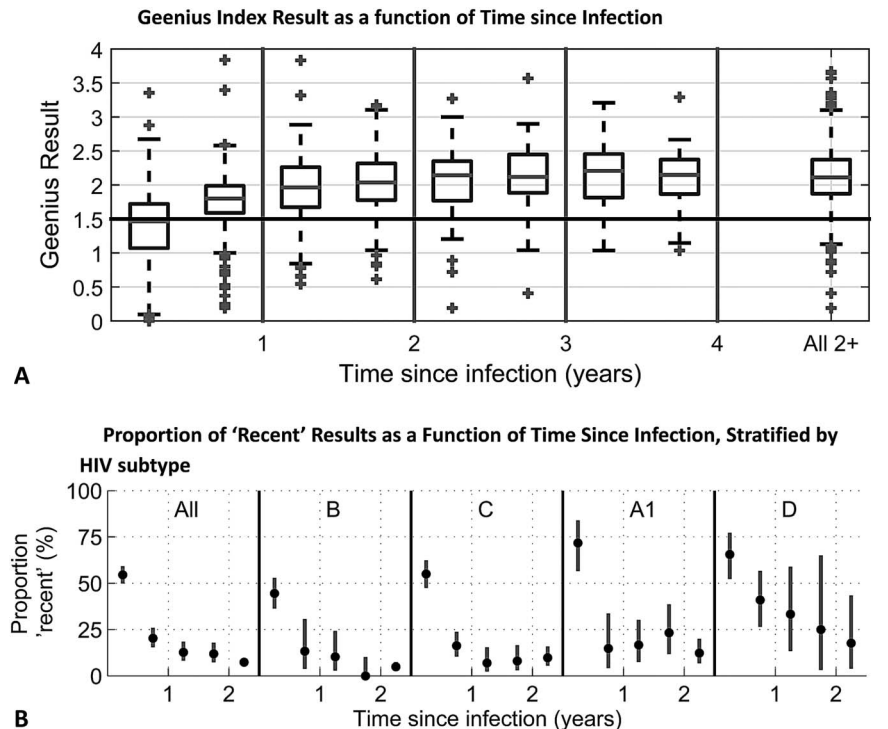 Geenius Index Result as a function of Time since Infection
4
3.5
3
2.5
2
1.5
1
0.5
0
Geenius Result
1 2 3 4 All 2+
Time since infection (years)
A
Proportion of 'Recent' Results as a Function of Time Since Infection, Stratified by
HIV subtype
100
75
50
25
0
Proportion
'recent' (%)
All B C A1 D
1 2 1 2 1 2 1 2 1 2
Time since infection (years)
B